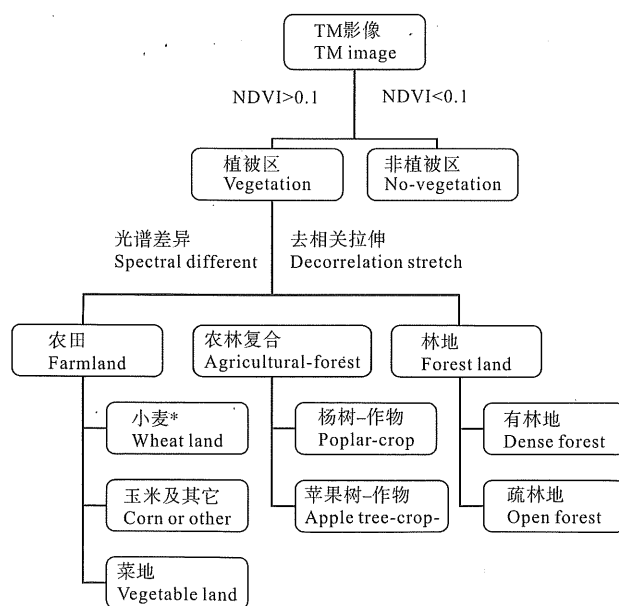 TM影像
TM image
NDVI>0.1
NDVI<0.1
植被区
Vegetation
非植被区
No-vegetation
光谱差异
Spectral different
去相关拉伸
Decorrelation stretch
农田
Farmland
农林复合
Agricultural-forest
林地
Forest land
小麦*
Wheat land
杨树–作物
Poplar-crop
有林地
Dense forest
玉米及其它
Corn or other
苹果树–作物
Apple tree-crop-
疏林地
Open forest
菜地
Vegetable land